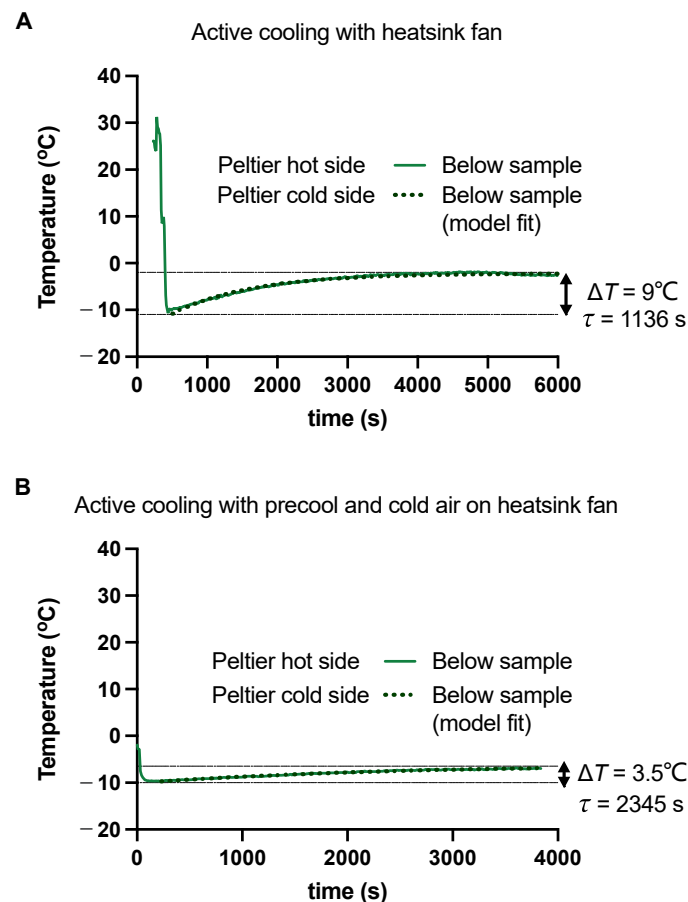 A
Active cooling with heatsink fan
40
30
20
10
0
−10
−20
Temperature (ºC)
Peltier hot side Below sample
Peltier cold side Below sample
(model fit)
ΔT = 9℃
τ = 1136 s
0 1000 2000 3000 4000 5000 6000
time (s)
B
Active cooling with precool and cold air on heatsink fan
40
30
20
10
0
−10
−20
Temperature (ºC)
Peltier hot side Below sample
Peltier cold side Below sample
(model fit)
ΔT = 3.5℃
τ = 2345 s
0 1000 2000 3000 4000
time (s)